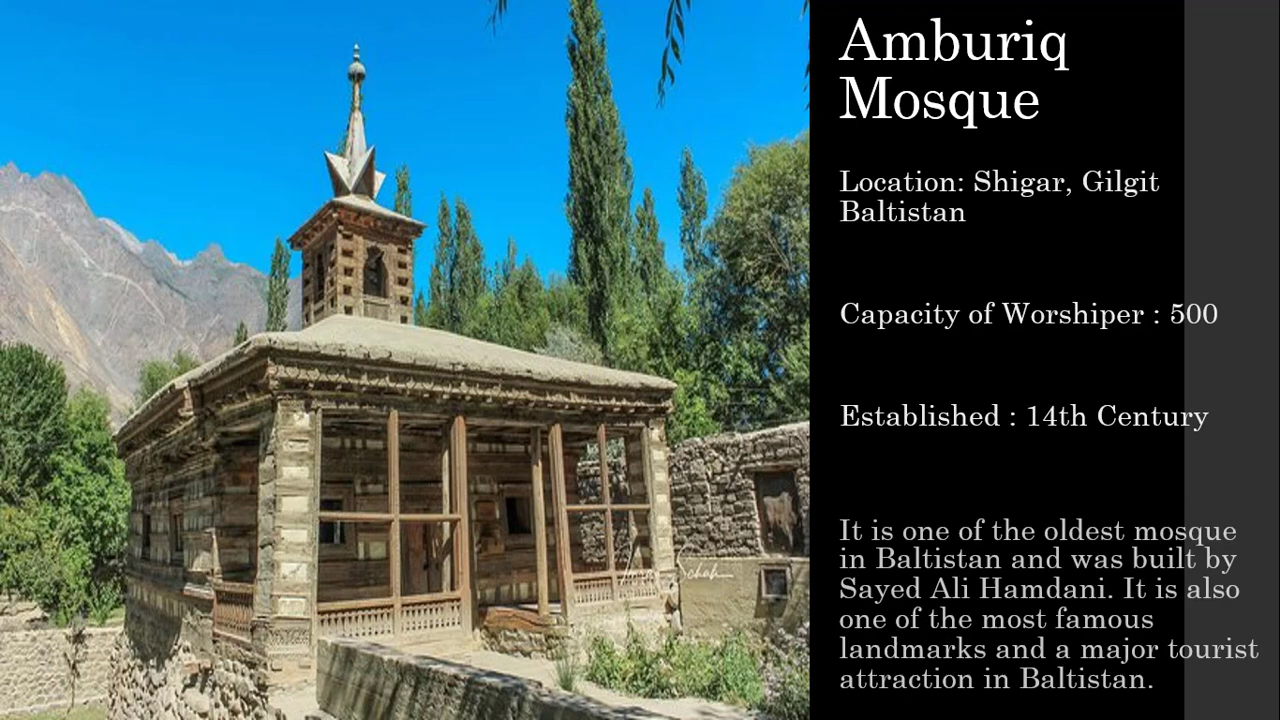 Amburiq
Mosque
Location: Shigar, Gilgit
Baltistan
Capacity of Worshiper : 500
Established : 14th Century
It is one of the oldest mosque
in Baltistan and was built by
Sayed Ali Hamdani. It is also
one of the most famous
landmarks and a major tourist
attraction in Baltistan.